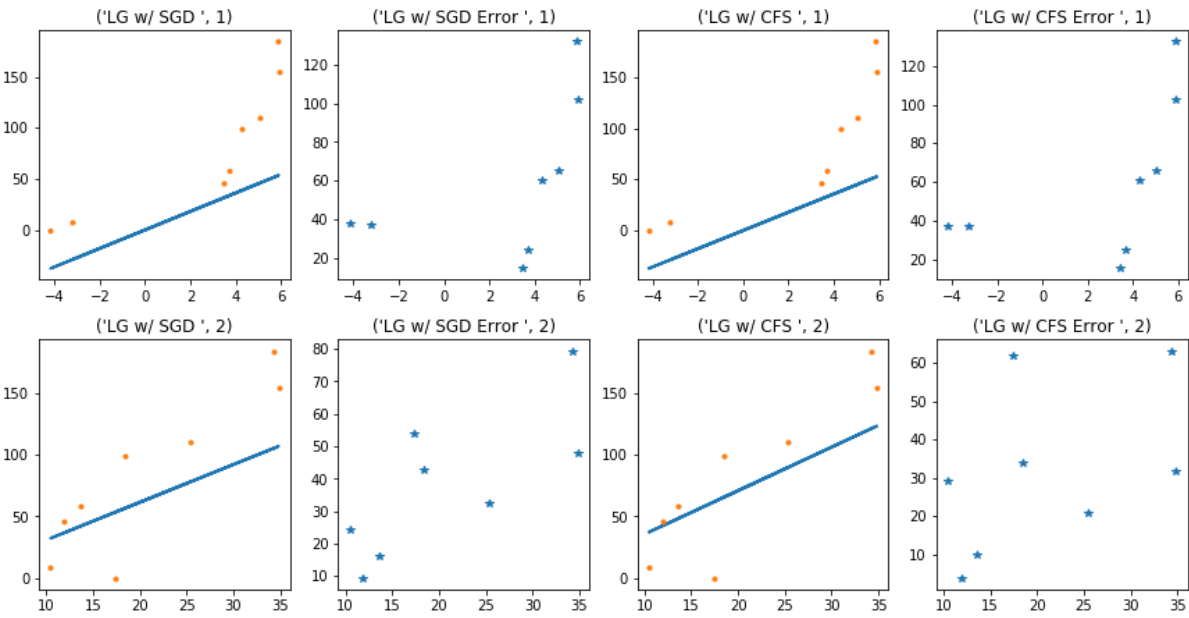 ('LG w/ SGD ', 1)
('LG w/ SGD Error ', 1)
('LG w/ CFS ', 1)
('LG w/ CFS Error ', 1)
150
100
50
0
−4 −2 0 2 4 6
120
100
80
60
40
20
−4 −2 0 2 4 6
150
100
50
0
−4 −2 0 2 4 6
120
100
80
60
40
20
−4 −2 0 2 4 6
('LG w/ SGD ', 2)
('LG w/ SGD Error ', 2)
('LG w/ CFS ', 2)
('LG w/ CFS Error ', 2)
150
100
50
0
10 15 20 25 30 35
80
70
60
50
40
30
20
10
10 15 20 25 30 35
150
100
50
0
10 15 20 25 30 35
60
50
40
30
20
10
10 15 20 25 30 35